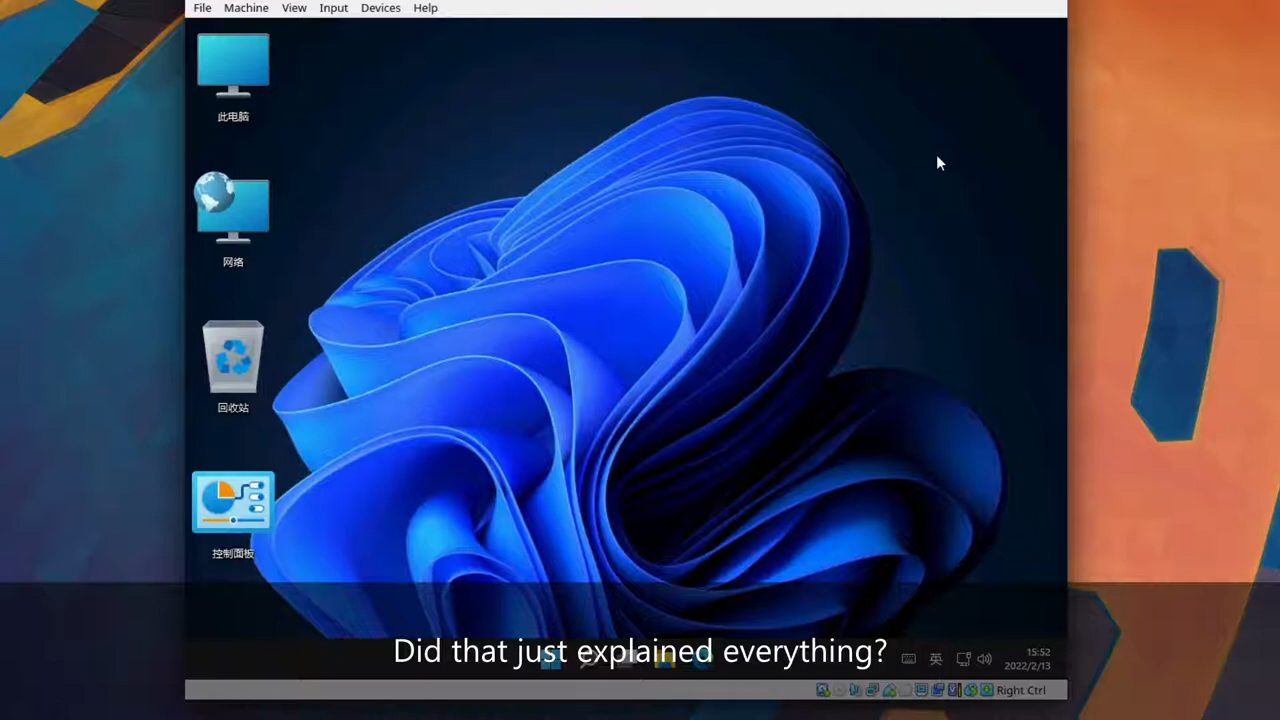 File Machine View Input Devices Help
此电脑
网络
回收站
控制面板
Did that just explained everything?
英
15:52
2022/2/13
Right Ctrl